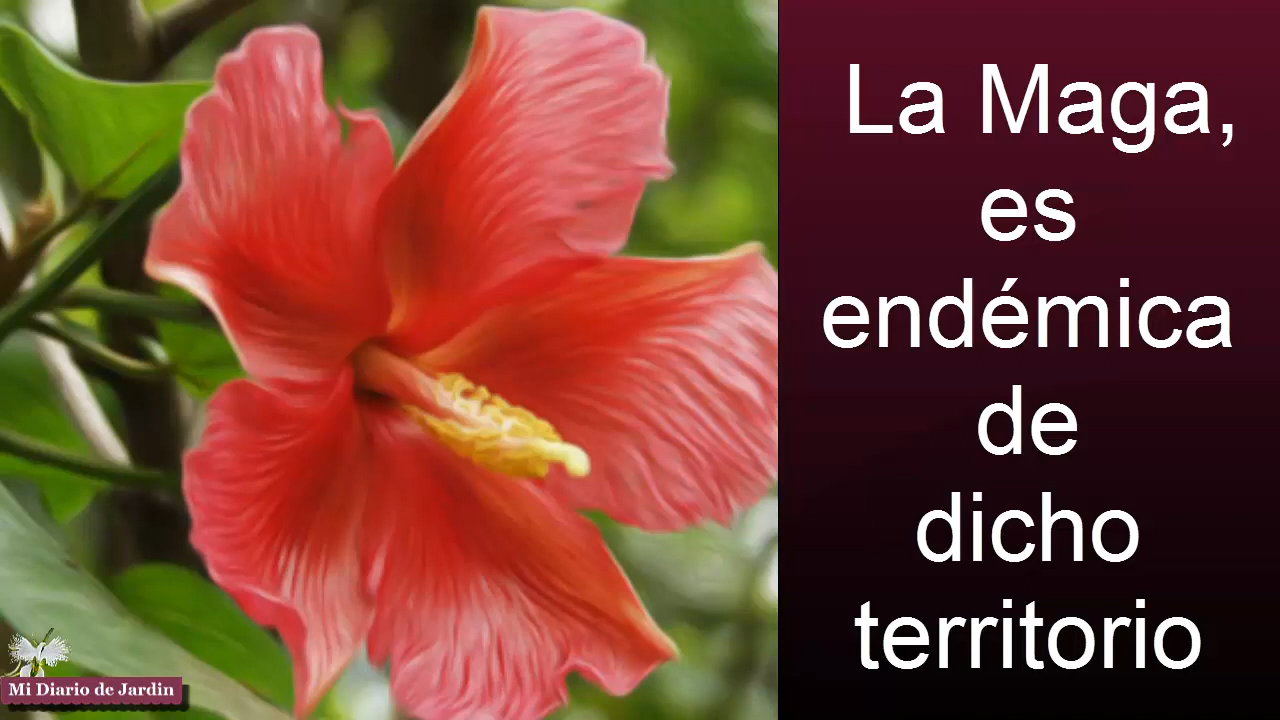 La Maga,
es
endémica
de
dicho
territorio
Mi Diario de Jardin